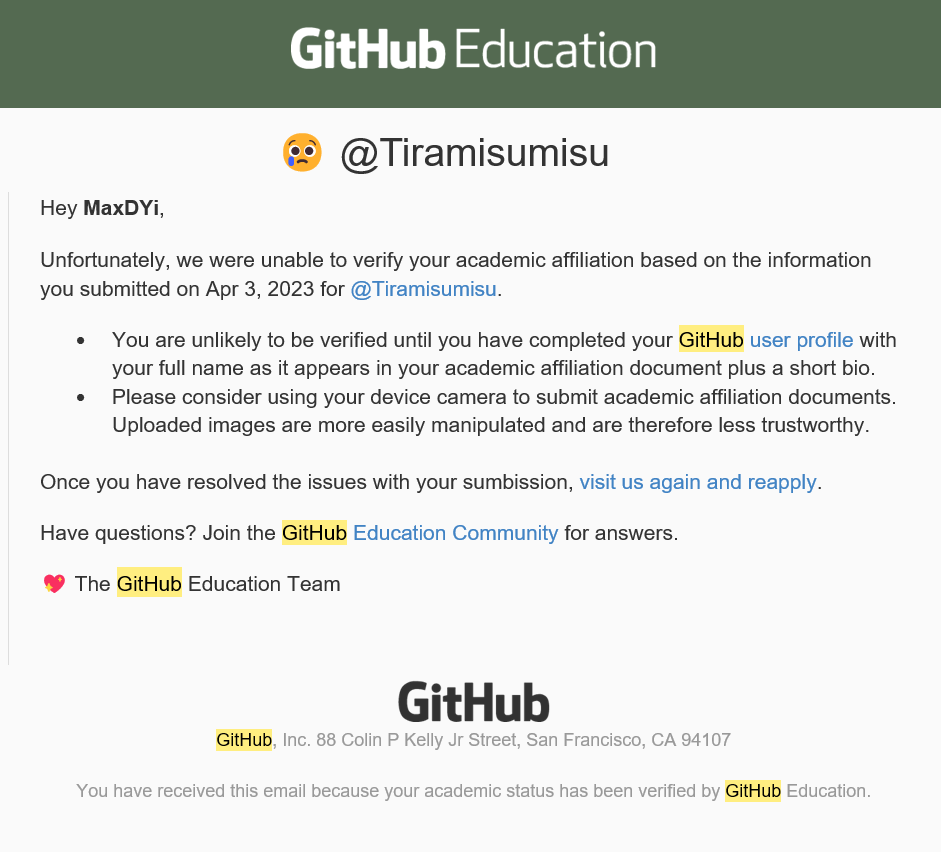 GitHub Education
@Tiramisumisu
Hey MaxDYi,
Unfortunately, we were unable to verify your academic affiliation based on the information
you submitted on Apr 3, 2023 for @Tiramisumisu.
• You are unlikely to be verified until you have completed your GitHub user profile with
your full name as it appears in your academic affiliation document plus a short bio.
• Please consider using your device camera to submit academic affiliation documents.
Uploaded images are more easily manipulated and are therefore less trustworthy.
Once you have resolved the issues with your sumbission, visit us again and reapply.
Have questions? Join the GitHub Education Community for answers.
The GitHub Education Team
GitHub
GitHub, Inc. 88 Colin P Kelly Jr Street, San Francisco, CA 94107
You have received this email because your academic status has been verified by GitHub Education.